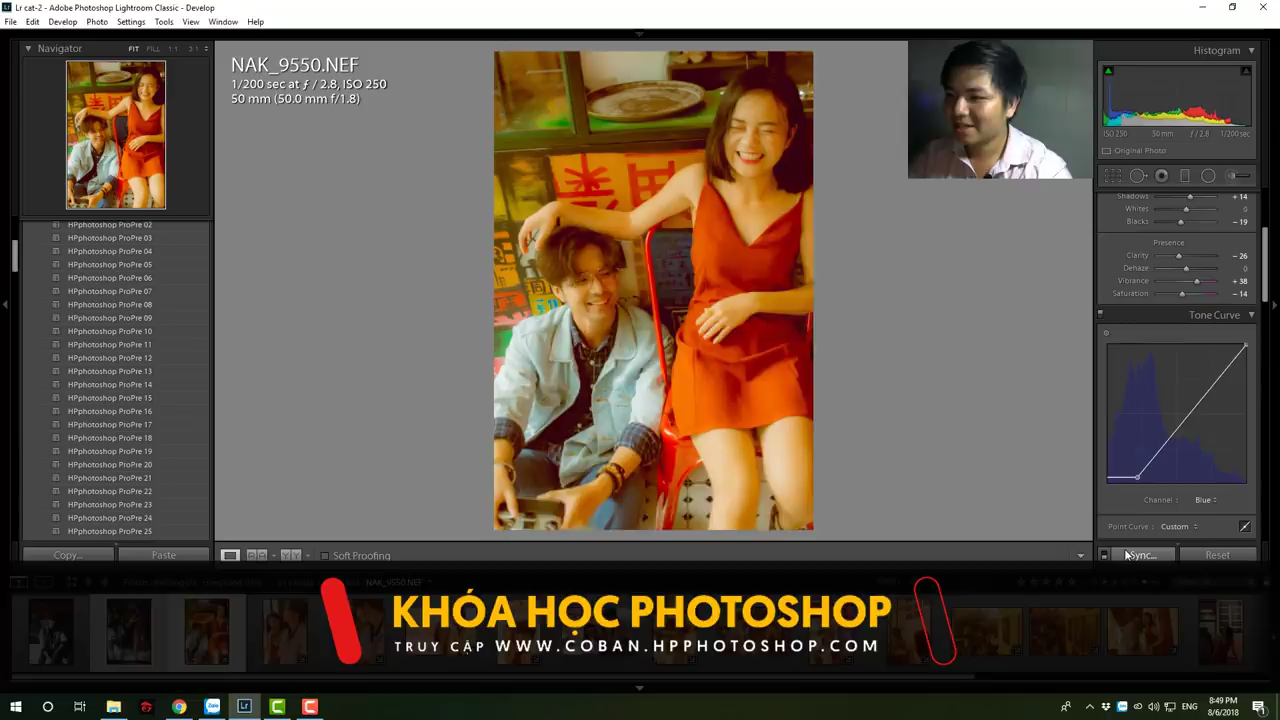 Lr cat-2 - Adobe Photoshop Lightroom Classic - Develop
File Edit Develop Photo Settings Tools View Window Help
Navigator FIT FILL 1:1 3:1
HPphotoshop ProPre 02
HPphotoshop ProPre 03
HPphotoshop ProPre 04
HPphotoshop ProPre 05
HPphotoshop ProPre 06
HPphotoshop ProPre 07
HPphotoshop ProPre 08
HPphotoshop ProPre 09
HPphotoshop ProPre 10
HPphotoshop ProPre 11
HPphotoshop ProPre 12
HPphotoshop ProPre 13
HPphotoshop ProPre 14
HPphotoshop ProPre 15
HPphotoshop ProPre 16
HPphotoshop ProPre 17
HPphotoshop ProPre 18
HPphotoshop ProPre 19
HPphotoshop ProPre 20
HPphotoshop ProPre 21
HPphotoshop ProPre 22
HPphotoshop ProPre 23
HPphotoshop ProPre 24
HPphotoshop ProPre 25
Copy... Paste
NAK_9550.NEF
1/200 sec at ƒ / 2.8, ISO 250
50 mm (50.0 mm f/1.8)
Soft Proofing
Histogram
ISO 250 50 mm ƒ / 2.8 1/200 sec
Original Photo
Shadows + 14
Whites 0
Blacks − 19
Presence
Clarity − 26
Dehaze 0
Vibrance + 38
Saturation − 14
Tone Curve
Channel : Blue
Point Curve : Custom
Sync... Reset
NAK_9550.NEF
KHÓA HỌC PHOTOSHOP
TRUY CẬP WWW.COBAN.HPPHOTOSHOP.COM
Zalo
Lr
ENG
8:49 PM
8/6/2018